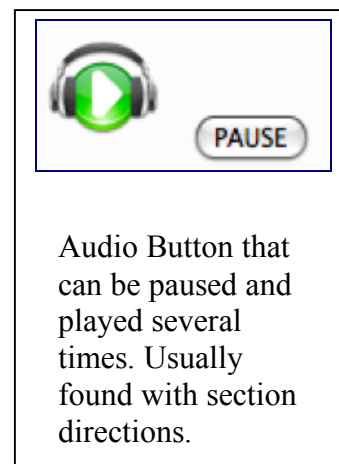 PAUSE
Audio Button that
can be paused and
played several
times. Usually
found with section
directions.